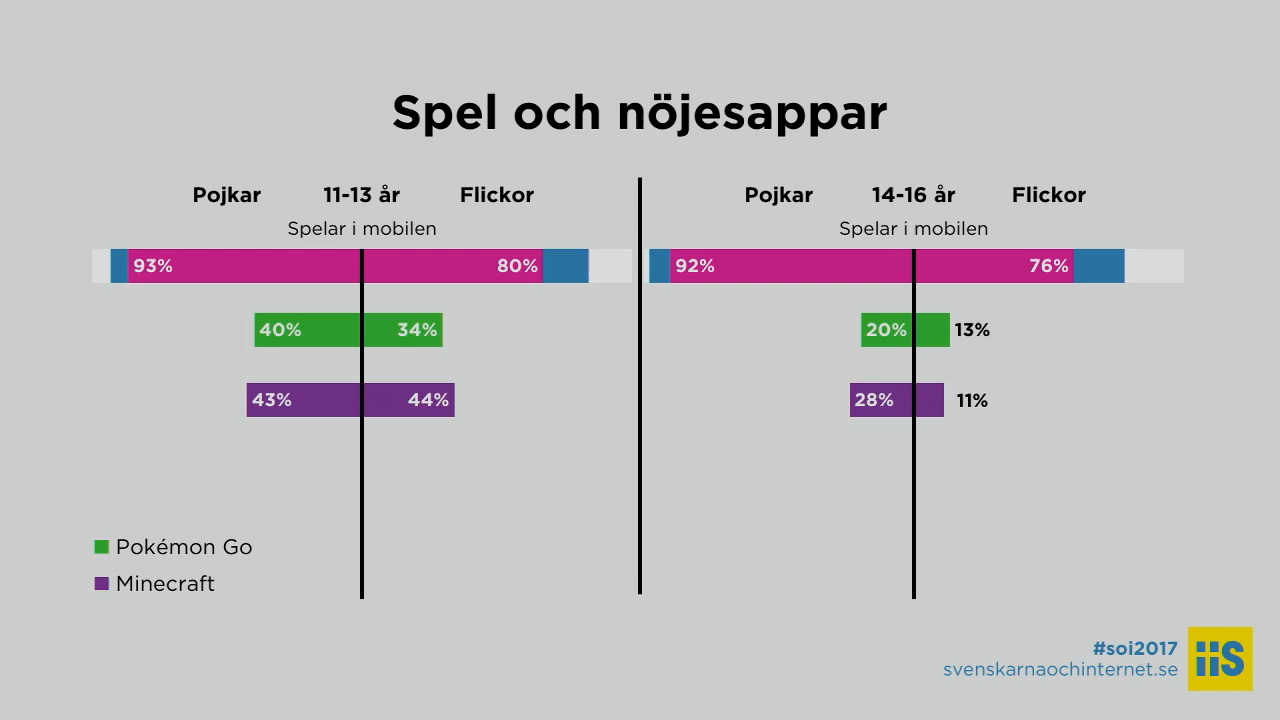 Spel och nöjesappar
Pojkar 11-13 år Flickor
Spelar i mobilen
93% 80%
40% 34%
43% 44%
Pojkar 14-16 år Flickor
Spelar i mobilen
92% 76%
20% 13%
28% 11%
Pokémon Go
Minecraft
#soi2017
svenskarnaochinternet.se
iis